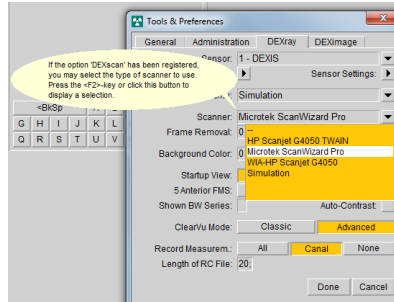 Tools & Preferences
x
General Administration DEXray DEXimage
Sensor: 1 - DEXIS
Sensor Settings:
Simulation
Scanner: Microtek ScanWizard Pro
--
HP Scanjet G4050 TWAIN
Microtek ScanWizard Pro
WIA-HP Scanjet G4050
Simulation
Frame Removal: 0
Background Color: 0
Startup View:
5 Anterior FMS:
Shown BW Series:
Auto-Contrast:
ClearVu Mode: Classic Advanced
Record Measurem.: All Canal None
Length of RC File: 20;
Done Cancel
If the option 'DEXscan' has been registered,
you may select the type of scanner to use.
Press the <F2>-key or click this button to
display a selection.
<BkSp
G H I J K L
Q R S T U V